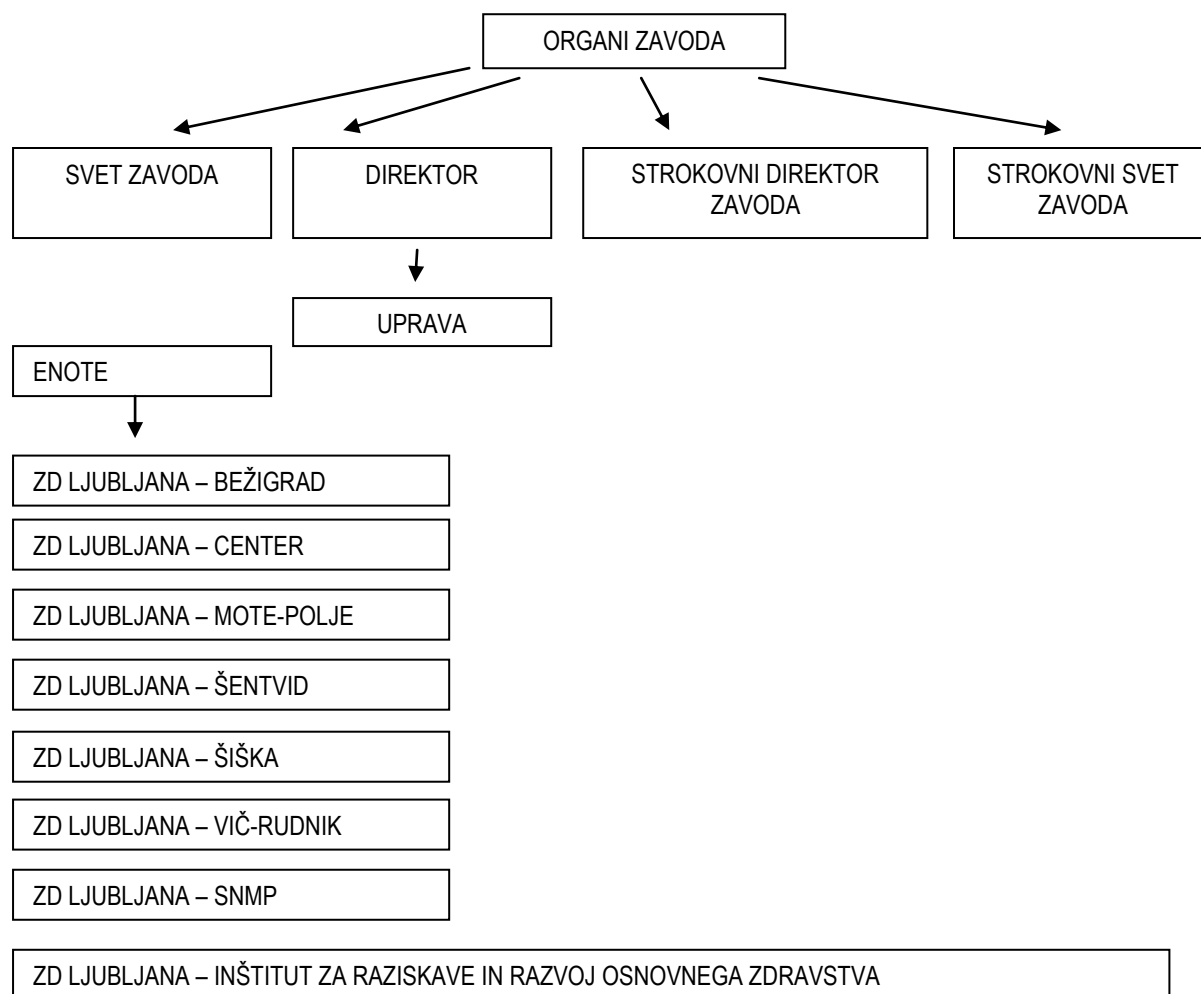 ORGANI ZAVODA
SVET ZAVODA
DIREKTOR
STROKOVNI DIREKTOR
ZAVODA
STROKOVNI SVET
ZAVODA
UPRAVA
ENOTE
ZD LJUBLJANA – BEŽIGRAD
ZD LJUBLJANA – CENTER
ZD LJUBLJANA – MOTE-POLJE
ZD LJUBLJANA – ŠENTVID
ZD LJUBLJANA – ŠIŠKA
ZD LJUBLJANA – VIČ-RUDNIK
ZD LJUBLJANA – SNMP
ZD LJUBLJANA – INŠTITUT ZA RAZISKAVE IN RAZVOJ OSNOVNEGA ZDRAVSTVA